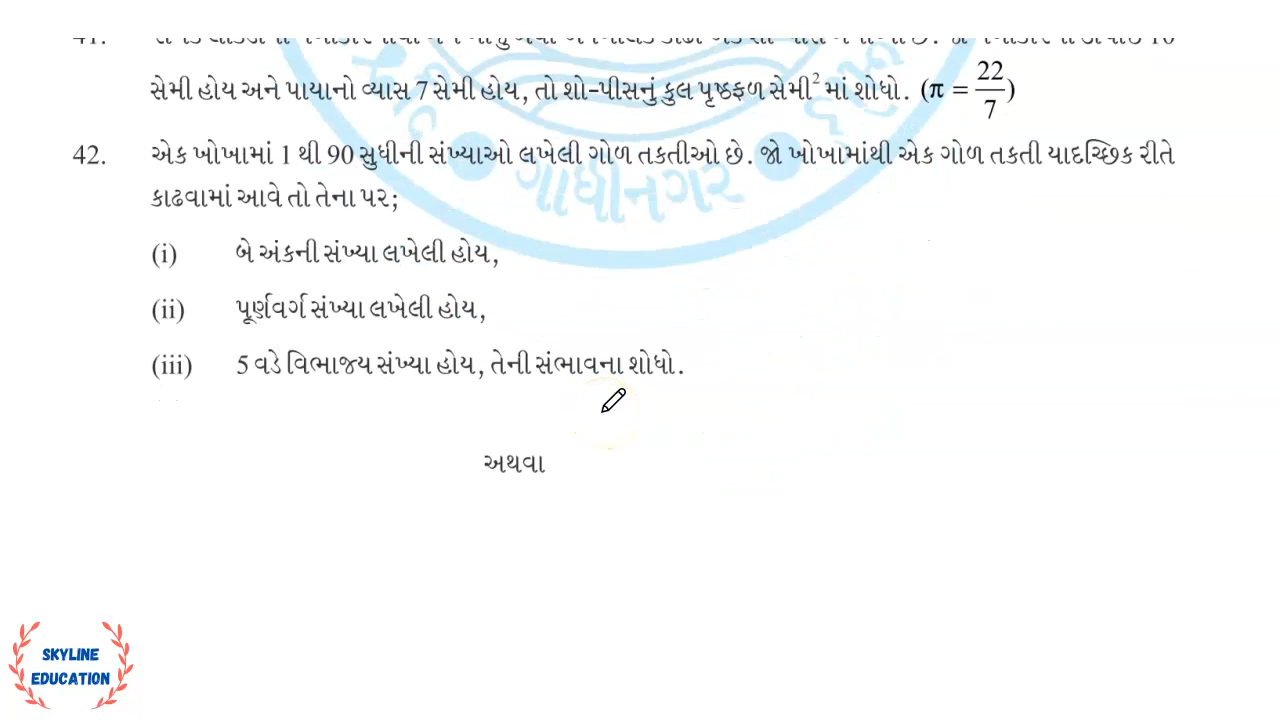 સેમી હોય અને પાયાનો વ્યાસ 7 સેમી હોય, તો શો-પીસનું કુલ પૃષ્ઠફળ સેમી² માં શોધો. (π = 22/7)
42. એક ખોખામાં 1 થી 90 સુધીની સંખ્યાઓ લખેલી ગોળ તકતીઓ છે. જો ખોખામાંથી એક ગોળ તકતી યાદચ્છિક રીતે
કાઢવામાં આવે તો તેના પર;
(i) બે અંકની સંખ્યા લખેલી હોય,
(ii) પૂર્ણવર્ગ સંખ્યા લખેલી હોય,
(iii) 5 વડે વિભાજ્ય સંખ્યા હોય, તેની સંભાવના શોધો.
અથવા
ગાંધીનગર
SKYLINE
EDUCATION